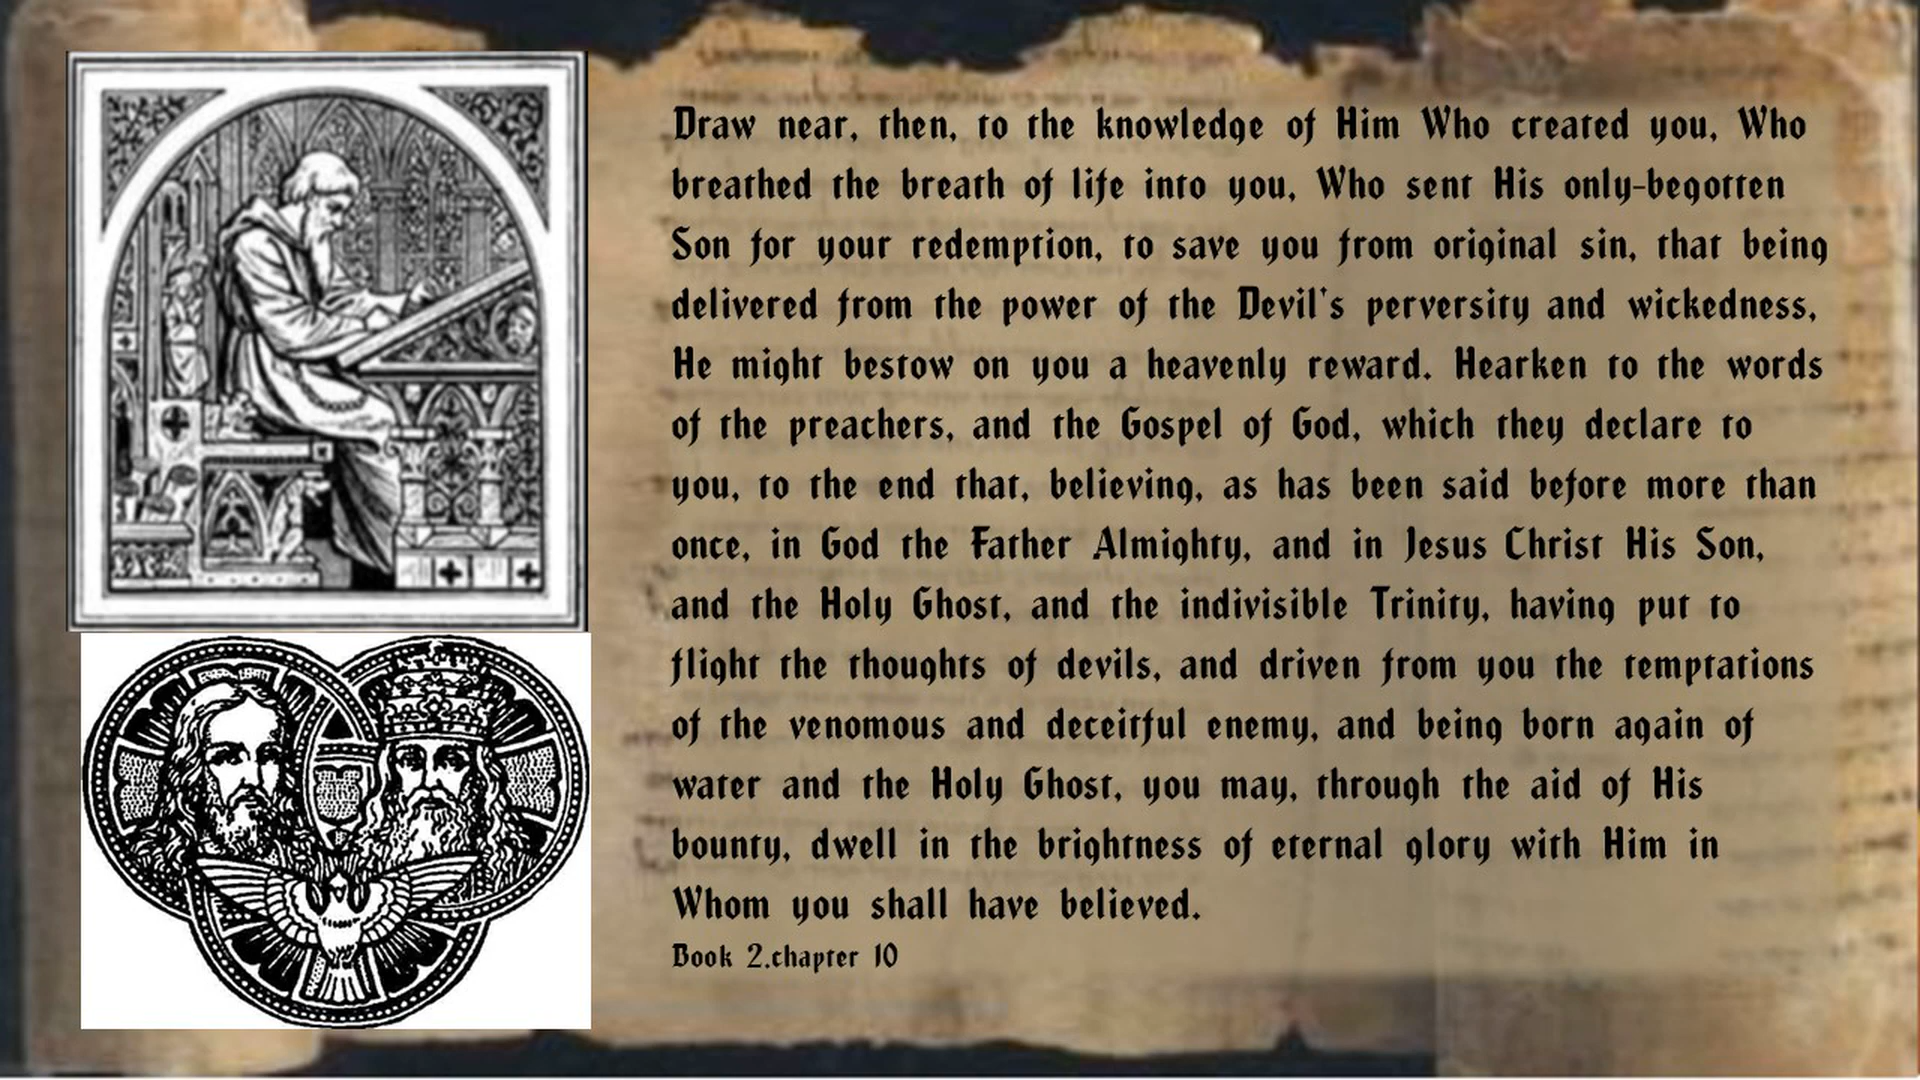 Draw near, then, to the knowledge of Him Who created you, Who
breathed the breath of life into you, Who sent His only-begotten
Son for your redemption, to save you from original sin, that being
delivered from the power of the Devil's perversity and wickedness,
He might bestow on you a heavenly reward. Hearken to the words
of the preachers, and the Gospel of God, which they declare to
you, to the end that, believing, as has been said before more than
once, in God the Father Almighty, and in Jesus Christ His Son,
and the Holy Ghost, and the indivisible Trinity, having put to
flight the thoughts of devils, and driven from you the temptations
of the venomous and deceitful enemy, and being born again of
water and the Holy Ghost, you may, through the aid of His
bounty, dwell in the brightness of eternal glory with Him in
Whom you shall have believed.
Book 2.chapter 10